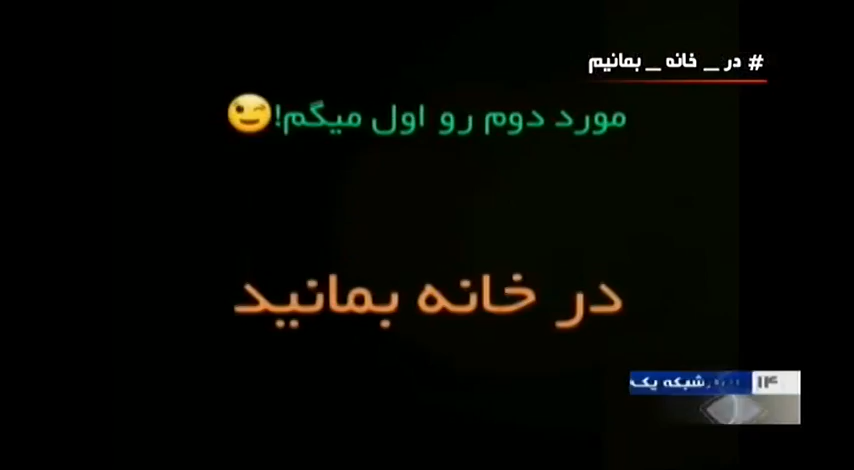 # در _ خانه _ بمانیم
مورد دوم رو اول میگم!😉
در خانه بمانید
۱۴
شبکه یک